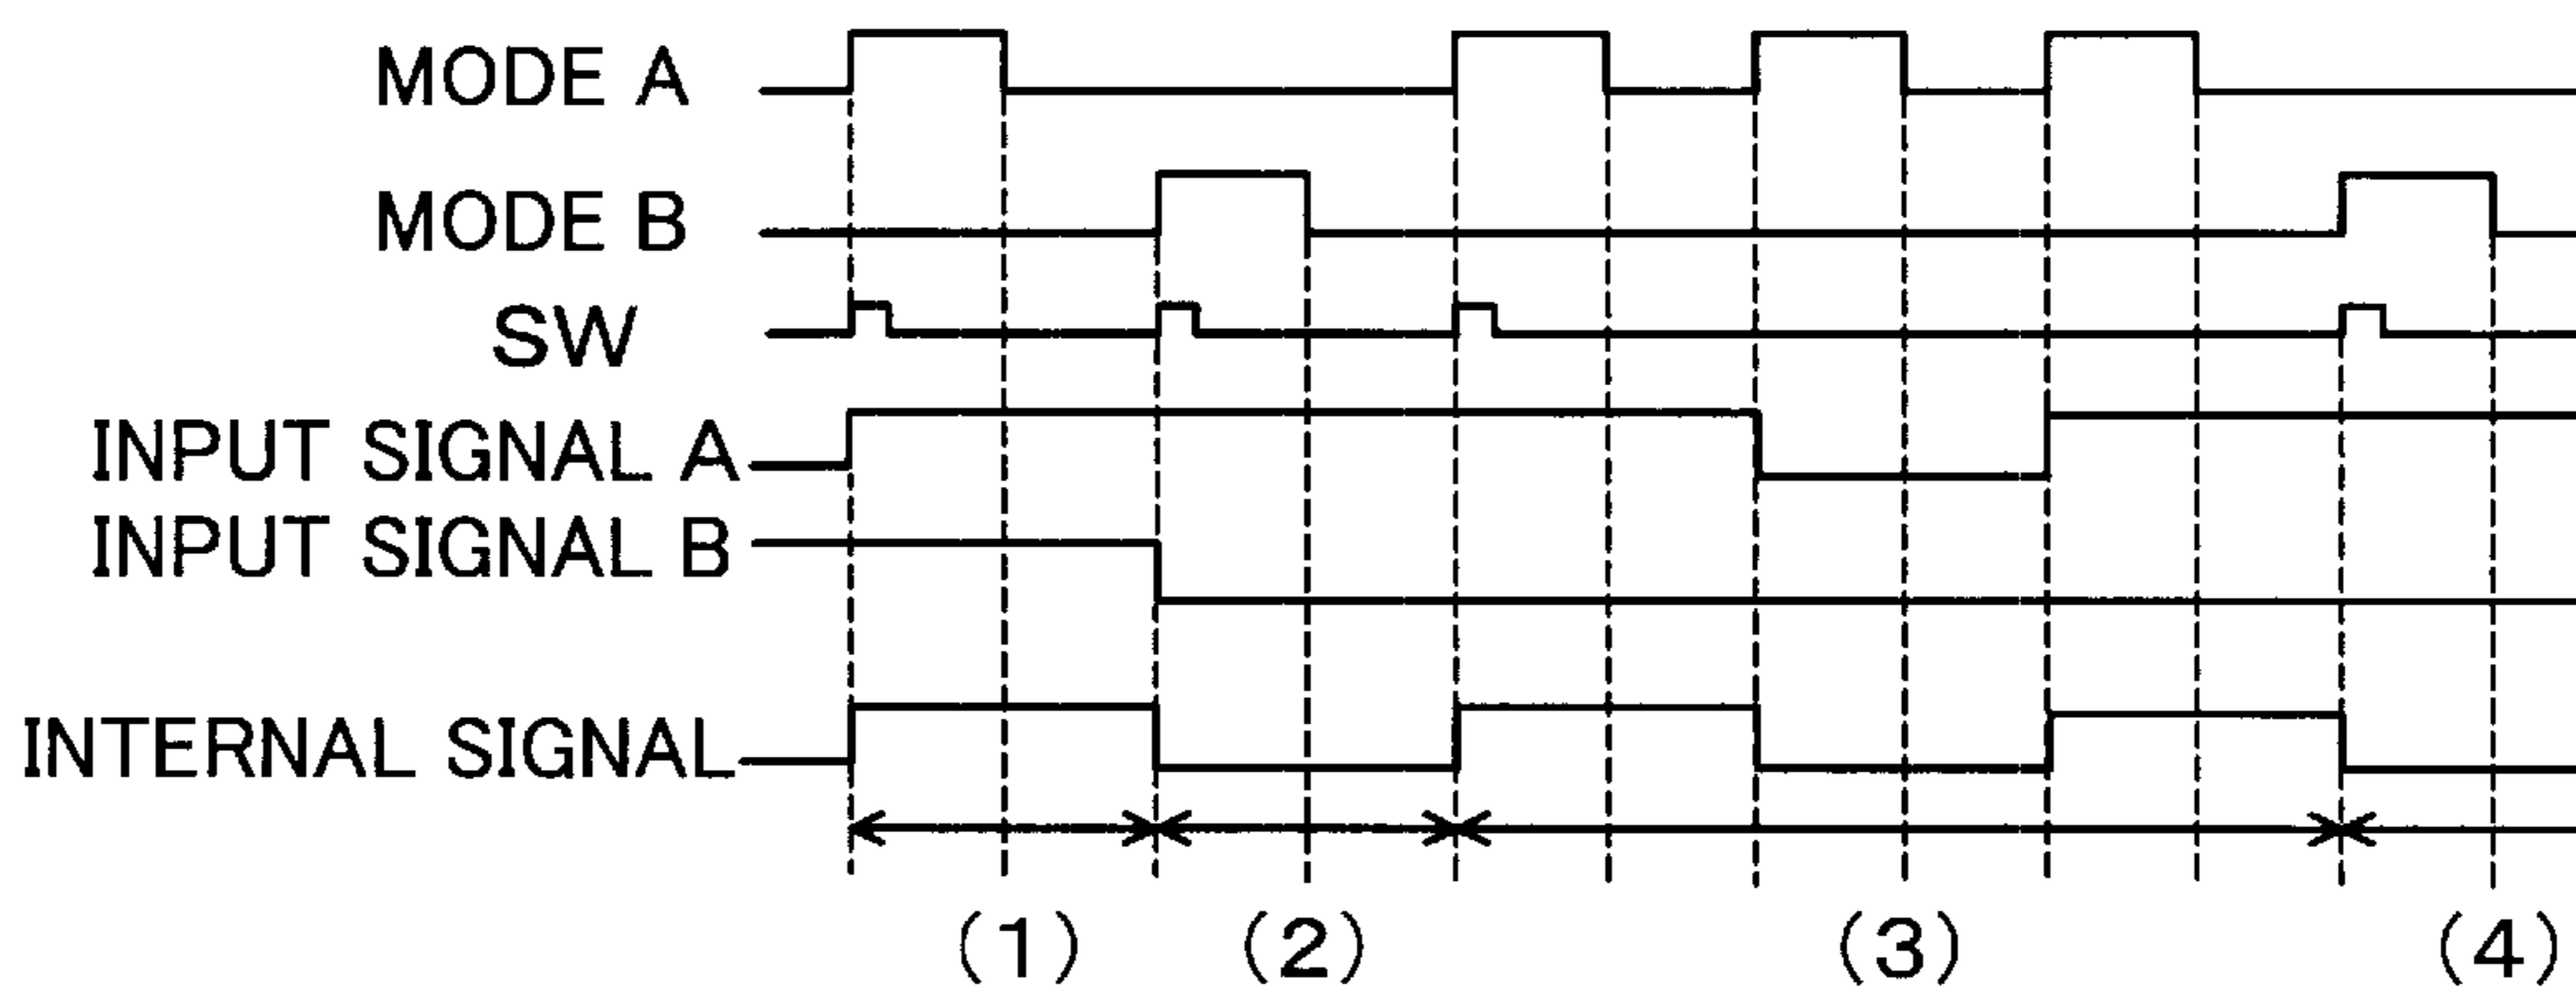 MODE A
MODE B
SW
INPUT SIGNAL A
INPUT SIGNAL B
INTERNAL SIGNAL
(1) (2) (3) (4)